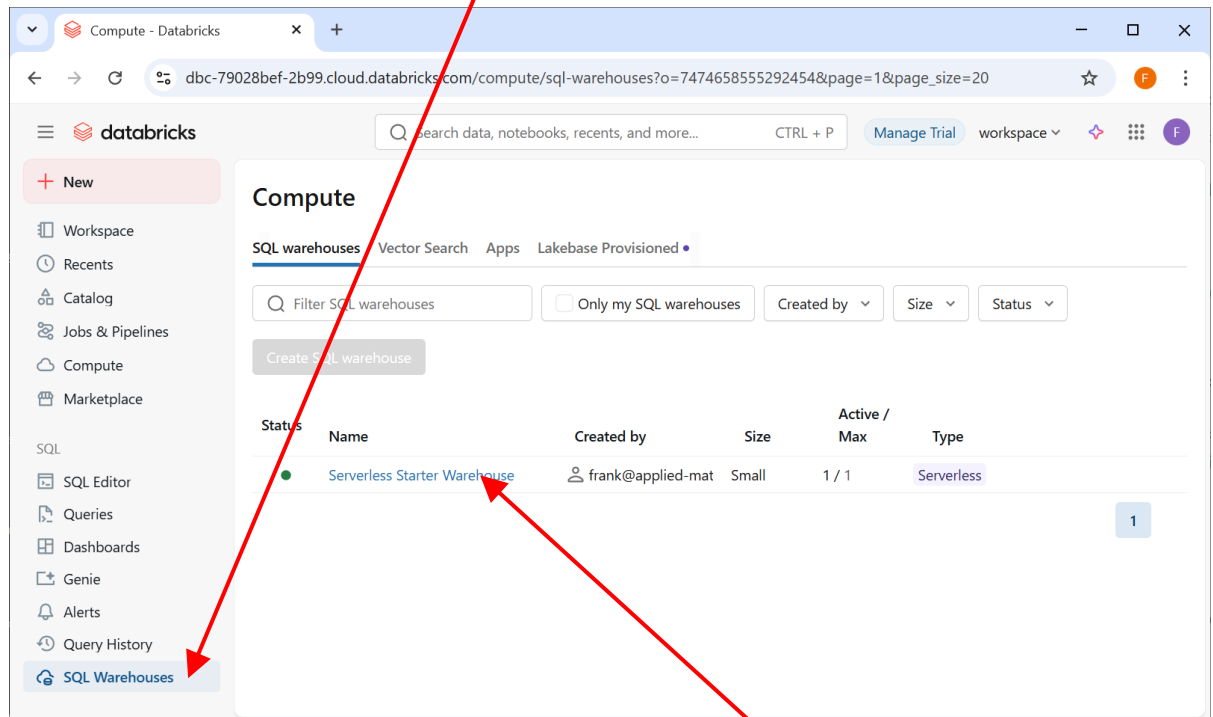 Compute - Databricks
dbc-79028bef-2b99.cloud.databricks.com/compute/sql-warehouses?o=7474658555292454&page=1&page_size=20
F
databricks
Search data, notebooks, recents, and more...
CTRL + P
Manage Trial
workspace
F
New
Workspace
Recents
Catalog
Jobs & Pipelines
Compute
Marketplace
SQL
SQL Editor
Queries
Dashboards
Genie
Alerts
Query History
SQL Warehouses
Compute
SQL warehouses Vector Search Apps Lakebase Provisioned
Filter SQL warehouses
Only my SQL warehouses
Created by
Size
Status
Create SQL warehouse
Status Name Created by Size Active / Max Type
Serverless Starter Warehouse frank@applied-mat Small 1 / 1 Serverless
1